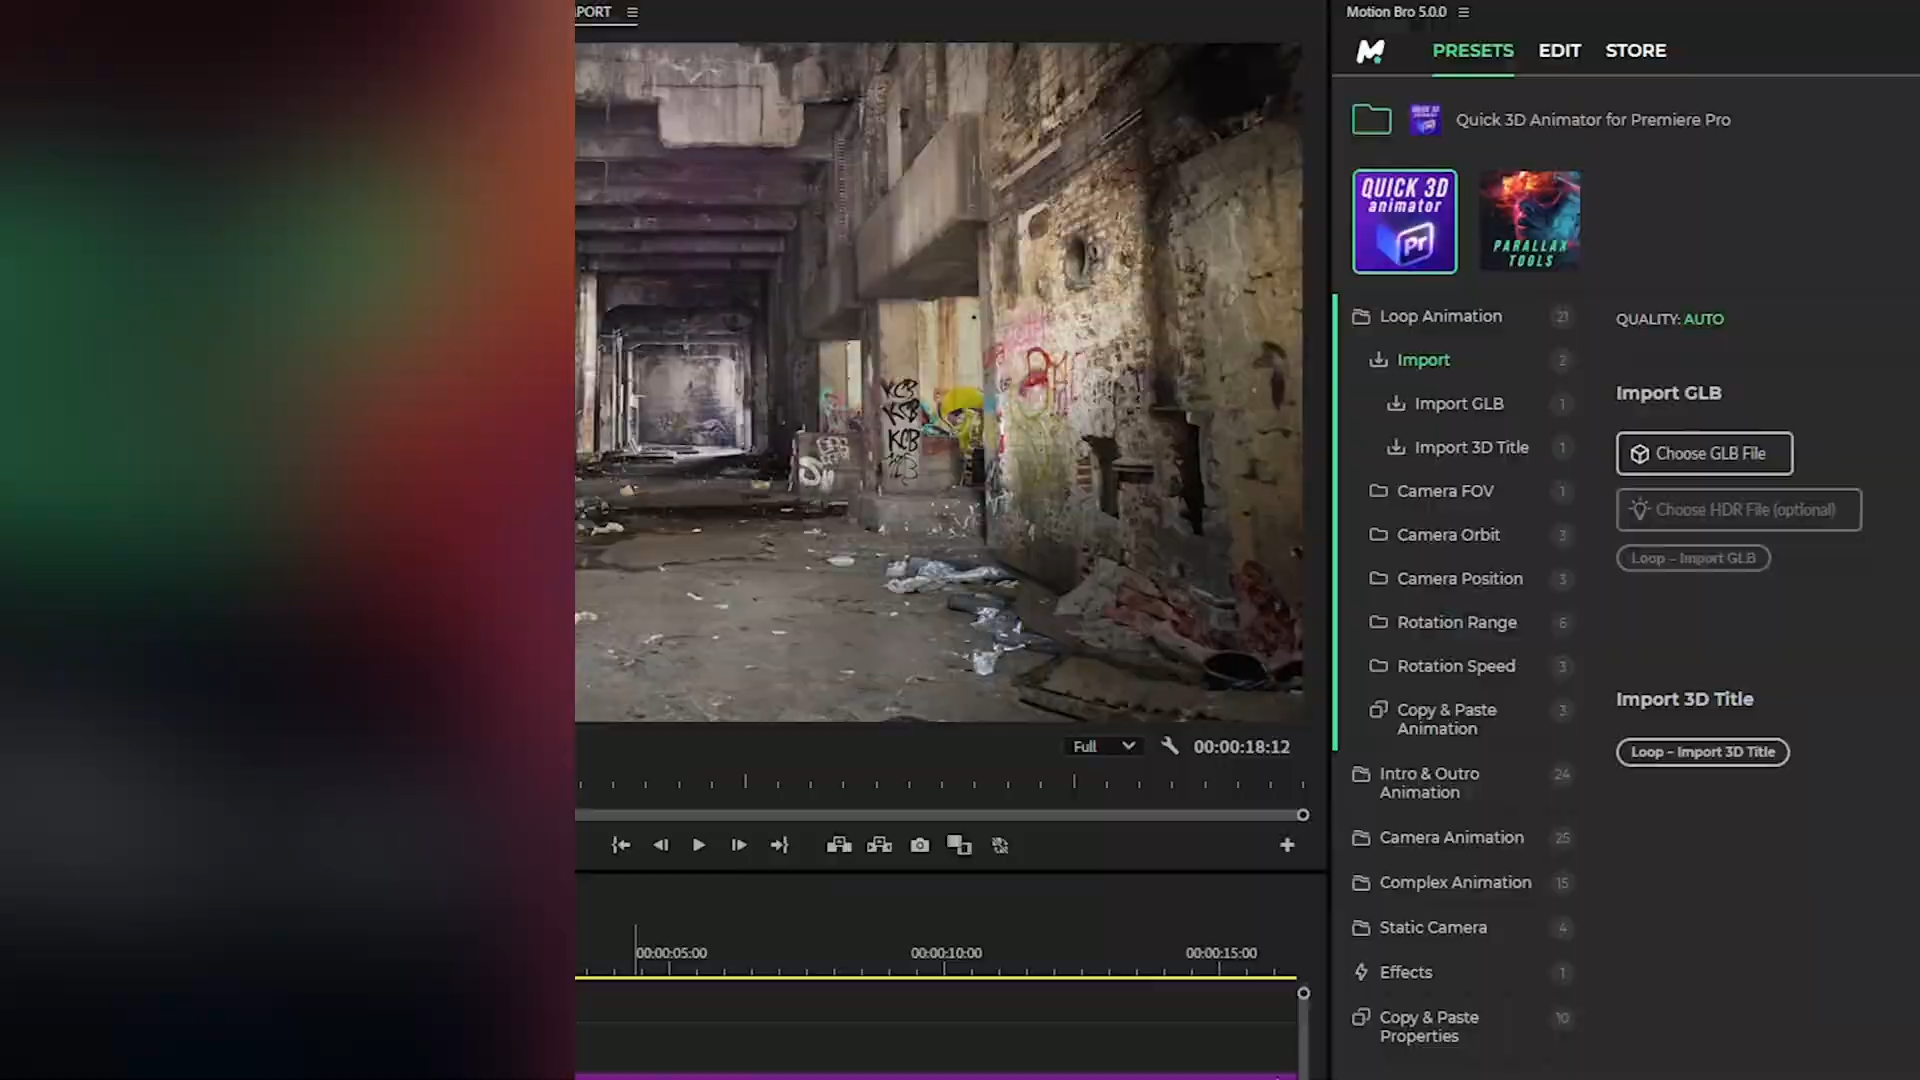 PORT
KCB
KSB
KCB
Full
00:00:18:12
00:00:05:00
00:00:10:00
00:00:15:00
Motion Bro 5.0.0
PRESETS
EDIT
STORE
Quick 3D Animator for Premiere Pro
QUICK 3D
animator
Pr
PARALLAX
TOOLS
Loop Animation 21
Import 2
Import GLB 1
Import 3D Title 1
Camera FOV 1
Camera Orbit 3
Camera Position 3
Rotation Range 6
Rotation Speed 3
Copy & Paste 3
Animation
Intro & Outro 24
Animation
Camera Animation 25
Complex Animation 15
Static Camera 4
Effects 1
Copy & Paste 10
Properties
QUALITY: AUTO
Import GLB
Choose GLB File
Choose HDR File (optional)
Loop - Import GLB
Import 3D Title
Loop - Import 3D Title